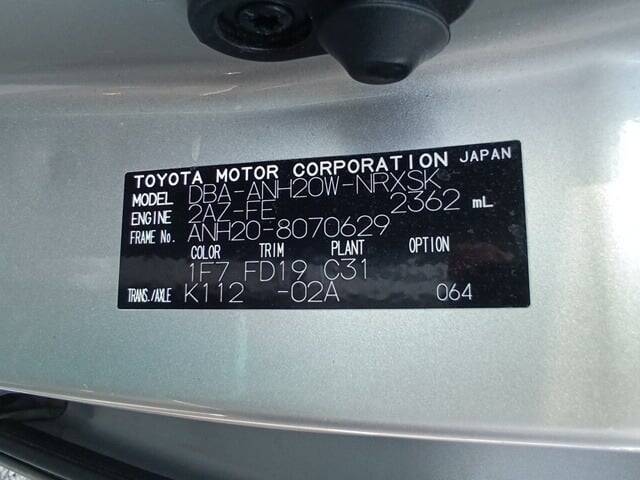 TOYOTA MOTOR CORPORATION JAPAN
MODEL DBA-ANH20W-NRXSK
ENGINE 2AZ-FE 2362 mL
FRAME No. ANH20-8070629
COLOR TRIM PLANT OPTION
1F7 FD19 C31
TRANS./AXLE K112 -02A 064